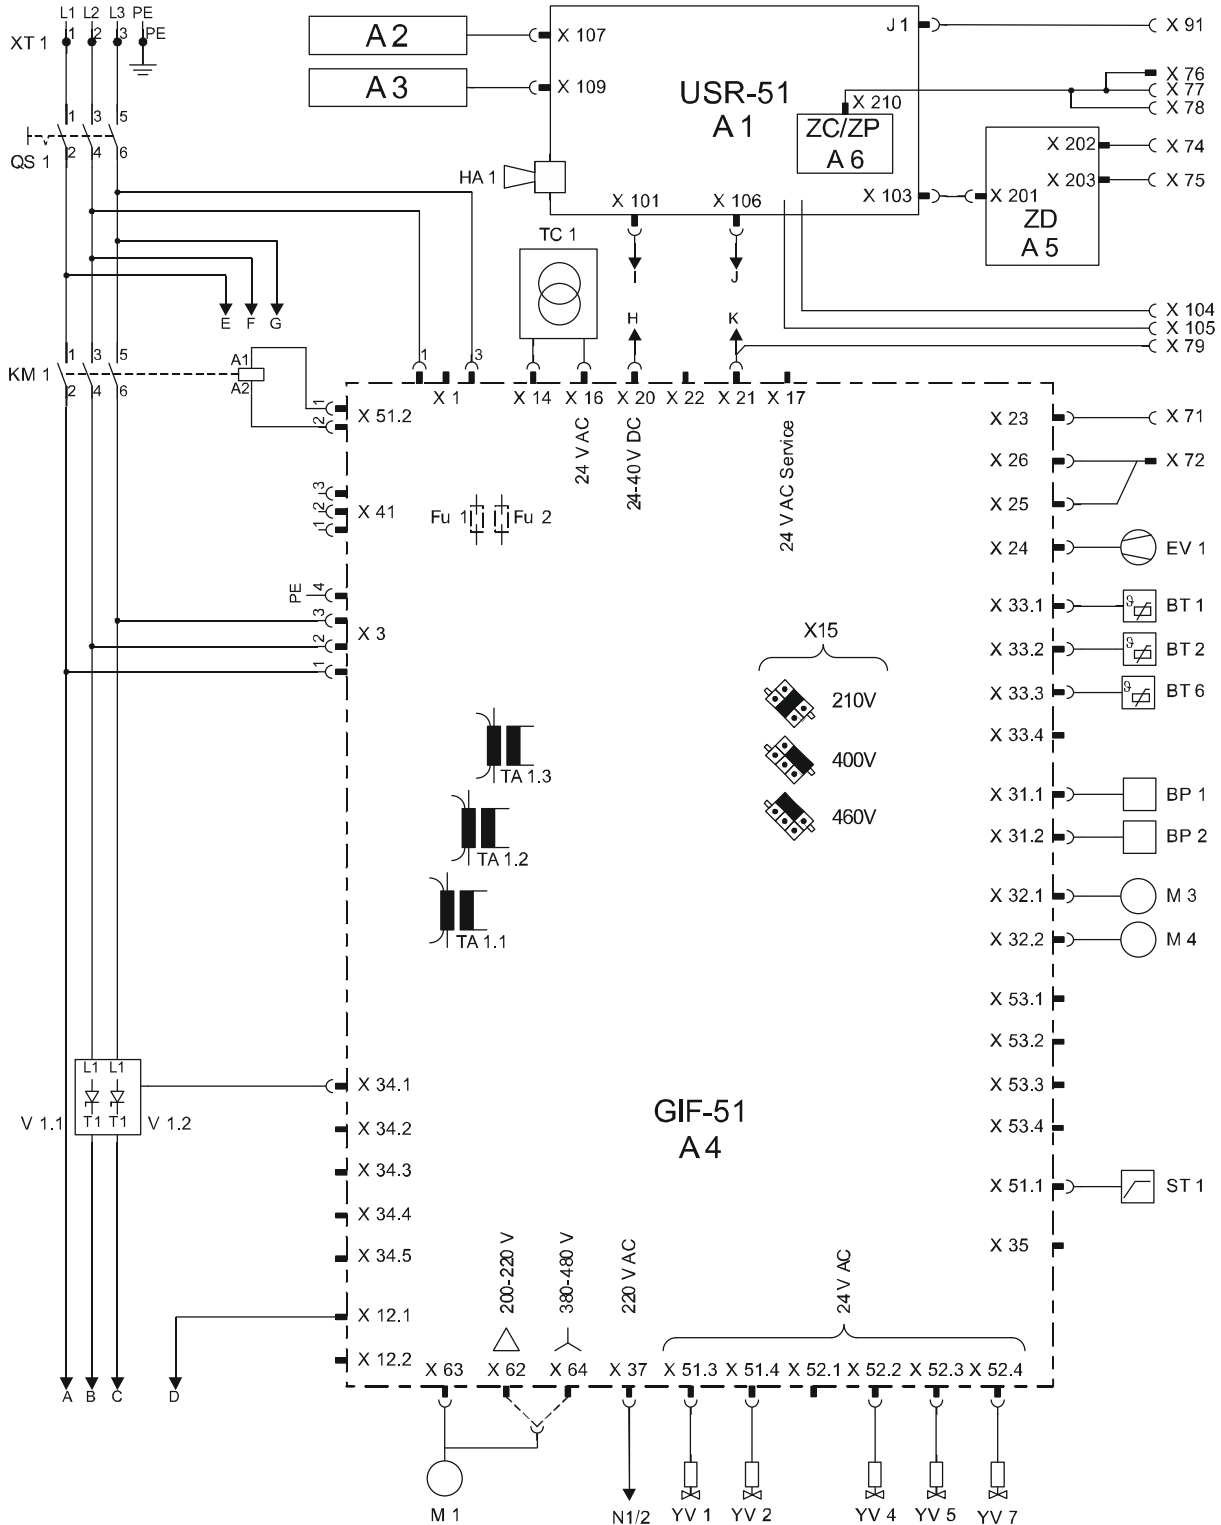 L1 L2 L3 PE
XT 1
1 2 3 PE
A 2
A 3
X 107
X 109
USR-51
A 1
J 1
X 91
X 76
X 77
X 78
X 210
ZC/ZP
A 6
X 202
X 74
X 203
X 75
X 103
X 201
ZD
A 5
1 3 5
QS 1
2 4 6
HA 1
X 101
X 106
TC 1
I
J
H
K
E F G
X 104
X 105
X 79
1 3 5
KM 1
2 4 6
A1
A2
1
3
X 1
X 14
X 16
X 20
X 22
X 21
X 17
24 V AC
24-40 V DC
24 V AC Service
1
2
X 51.2
3
2
1
X 41
Fu 1
Fu 2
PE
4
3
2
1
X 3
X 23
X 71
X 26
X 72
X 25
X 24
EV 1
X 33.1
ϑ
BT 1
X 33.2
ϑ
BT 2
X 33.3
ϑ
BT 6
X 33.4
X15
210V
400V
460V
TA 1.3
TA 1.2
TA 1.1
X 31.1
BP 1
X 31.2
BP 2
X 32.1
M 3
X 32.2
M 4
X 53.1
X 53.2
X 53.3
X 53.4
X 51.1
ST 1
X 35
L1 L1
T1 T1
V 1.1
V 1.2
X 34.1
X 34.2
X 34.3
X 34.4
X 34.5
X 12.1
X 12.2
GIF-51
A 4
200-220 V
380-480 V
220 V AC
24 V AC
A B C D
X 63
X 62
X 64
X 37
X 51.3
X 51.4
X 52.1
X 52.2
X 52.3
X 52.4
M 1
N1/2
YV 1
YV 2
YV 4
YV 5
YV 7